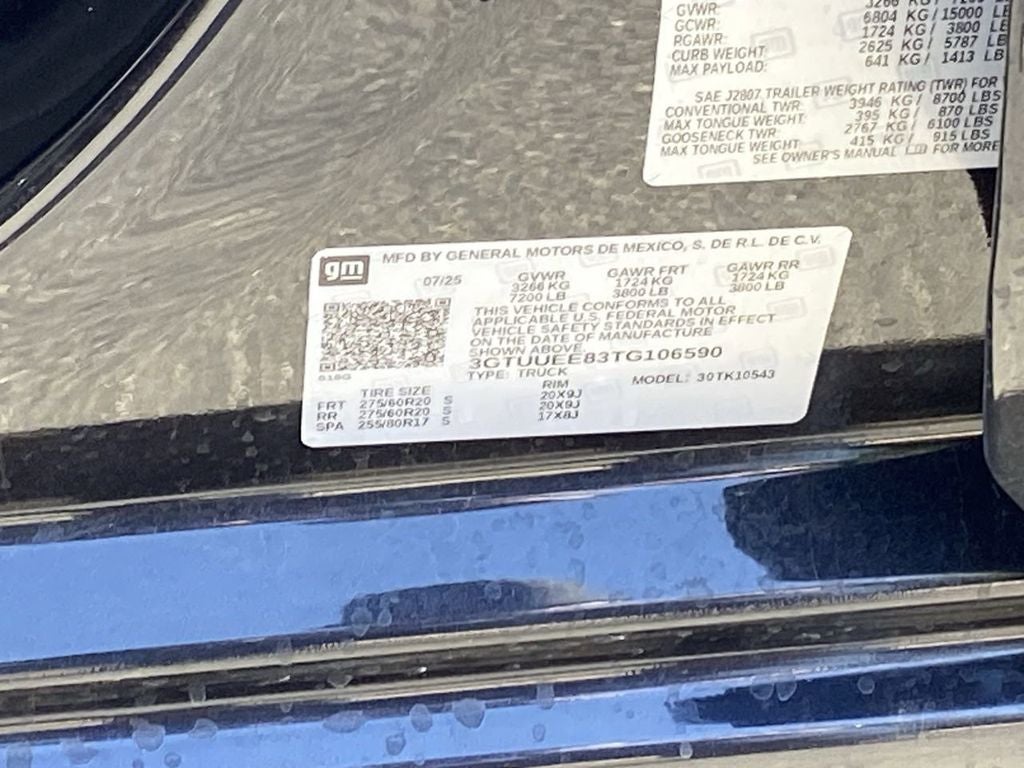 GVWR: 3266 KG / 7200 LB
GCWR: 6804 KG / 15000 LB
RGAWR: 1724 KG / 3800 LB
CURB WEIGHT: 2625 KG / 5787 LB
MAX PAYLOAD: 641 KG / 1413 LB
SAE J2807 TRAILER WEIGHT RATING (TWR) FOR
CONVENTIONAL TWR: 3946 KG / 8700 LBS
MAX TONGUE WEIGHT: 395 KG / 870 LBS
GOOSENECK TWR: 2767 KG / 6100 LBS
MAX TONGUE WEIGHT 415 KG / 915 LBS
SEE OWNER'S MANUAL FOR MORE
gm
MFD BY GENERAL MOTORS DE MEXICO, S. DE R.L. DE C.V.
07/25 GVWR GAWR FRT GAWR RR
3266 KG 1724 KG 1724 KG
7200 LB 3800 LB 3800 LB
THIS VEHICLE CONFORMS TO ALL
APPLICABLE U.S. FEDERAL MOTOR
VEHICLE SAFETY STANDARDS IN EFFECT
ON THE DATE OF MANUFACTURE
SHOWN ABOVE.
3GTUUEE83TG106590
TYPE: TRUCK MODEL: 30TK10543
TIRE SIZE RIM
FRT 275/60R20 S 20X9J
RR 275/60R20 S 20X9J
SPA 255/80R17 S 17X8J